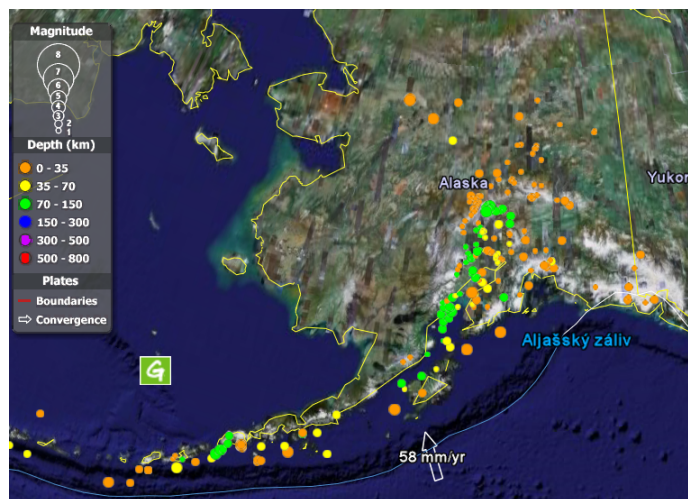 Magnitude
8
7
6
5
4
3
2
1
Depth (km)
0 - 35
35 - 70
70 - 150
150 - 300
300 - 500
500 - 800
Plates
Boundaries
Convergence
Alaska
Yukon
Aljašský záliv
58 mm/yr
G